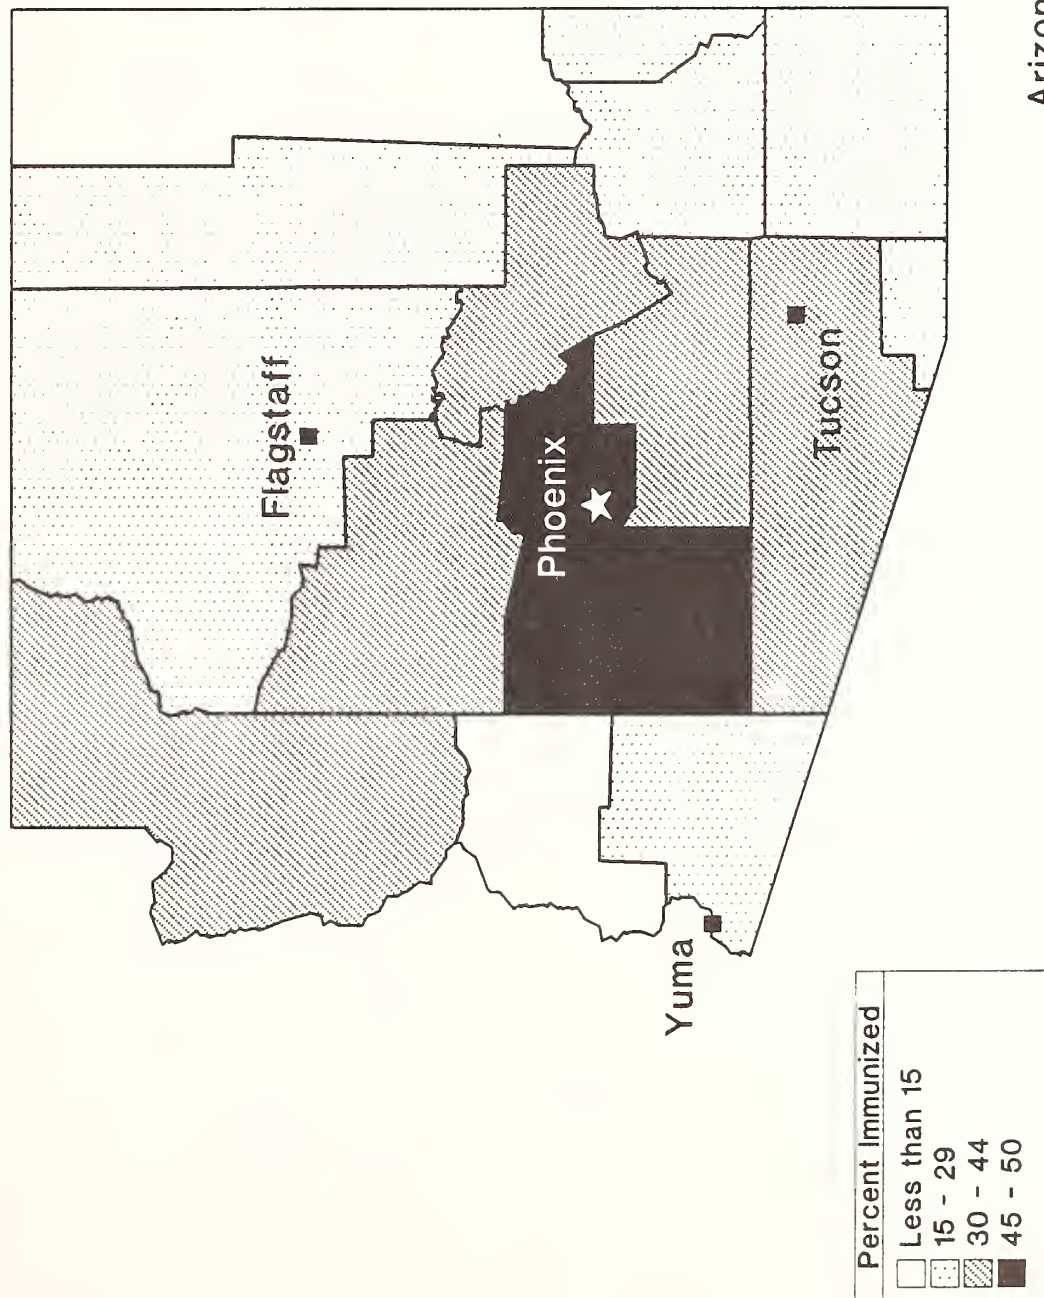 Arizon
Flagstaff
Phoenix
Tucson
Yuma
Percent Immunized
Less than 15
15 - 29
30 - 44
45 - 50